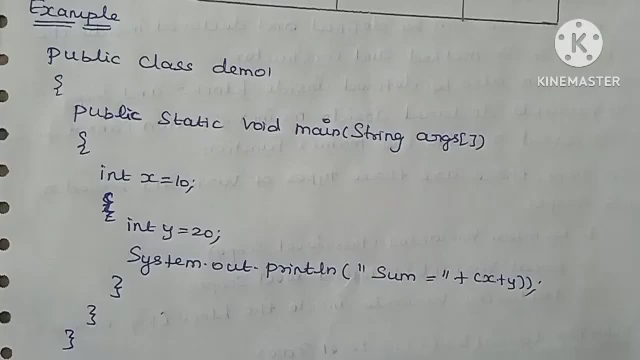 Example
KINEMASTER
public class demo1
{
public static void main(String args[])
{
int x=10;
{
int y=20;
System.out.println(" Sum ="+(x+y));
}
}
}